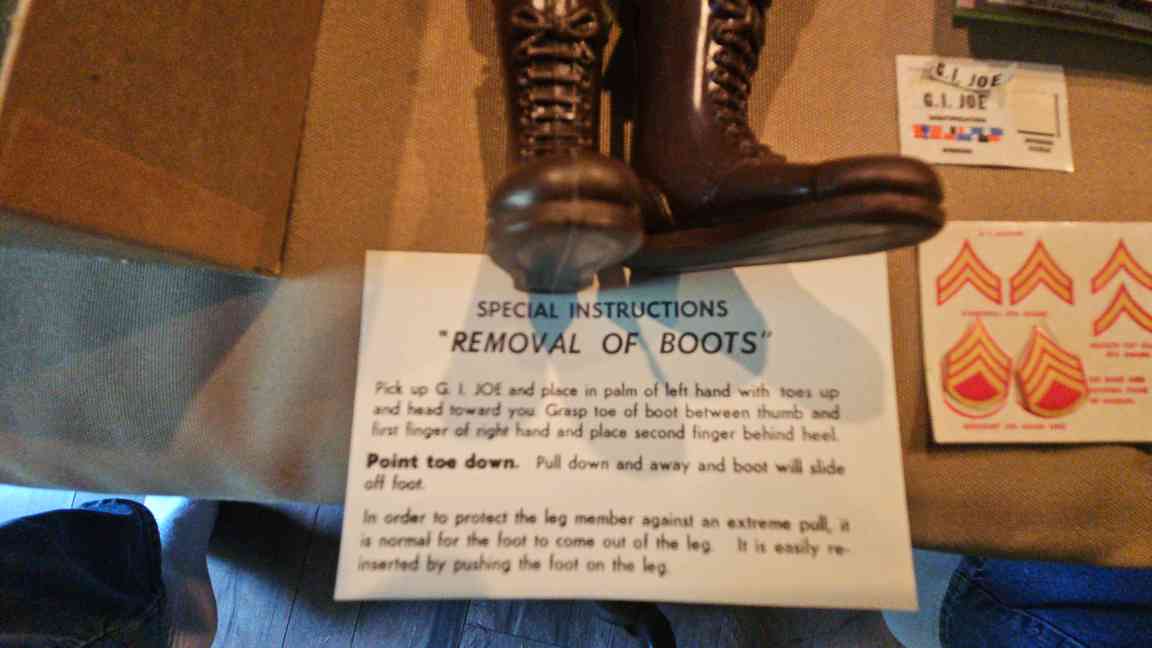 SPECIAL INSTRUCTIONS
"REMOVAL OF BOOTS"
Pick up G. I. JOE and place in palm of left hand with toes up
and head toward you. Grasp toe of boot between thumb and
first finger of right hand and place second finger behind heel.
Point toe down. Pull down and away and boot will slide
off foot.
In order to protect the leg member against an extreme pull, it
is normal for the foot to come out of the leg. It is easily re-
inserted by pushing the foot on the leg.
G.I. JOE
G.I. JOE